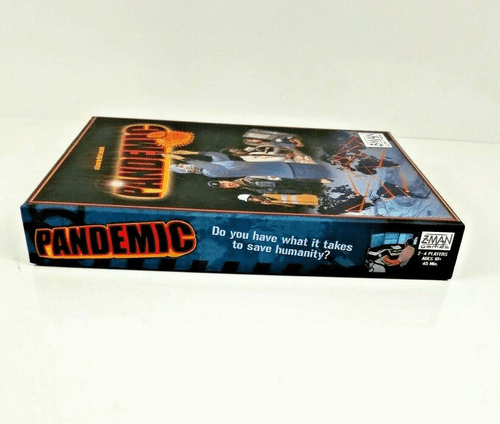 PANDEMIC
Z-MAN
PANDEMIC
Do you have what it takes
to save humanity?
Z-MAN
GAMES
2-4 PLAYERS
AGES 10+
45 Min.